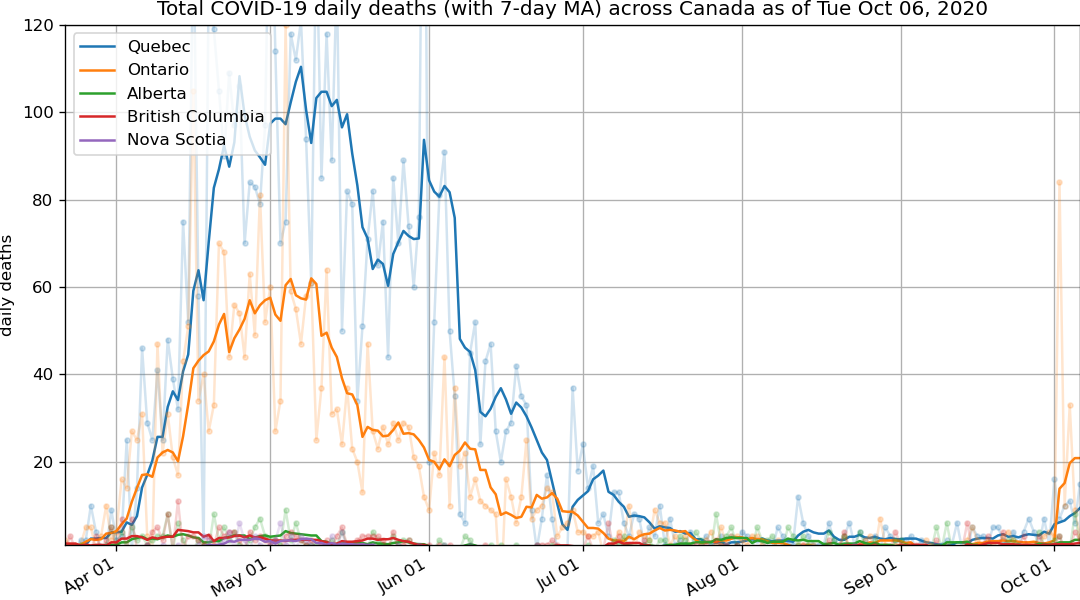 Total COVID-19 daily deaths (with 7-day MA) across Canada as of Tue Oct 06, 2020
120
100
80
60
40
20
daily deaths
Quebec
Ontario
Alberta
British Columbia
Nova Scotia
Apr 01
May 01
Jun 01
Jul 01
Aug 01
Sep 01
Oct 01